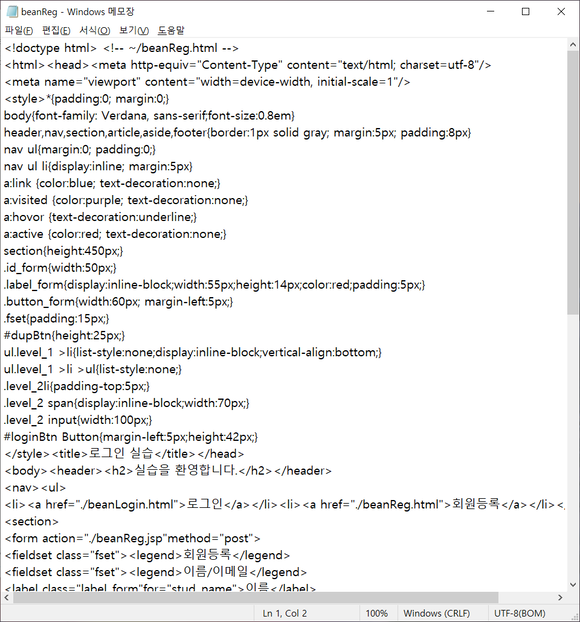 beanReg - Windows 메모장
파일(F) 편집(E) 서식(O) 보기(V) 도움말
<!doctype html> <!-- ~/beanReg.html -->
<html><head><meta http-equiv="Content-Type" content="text/html; charset=utf-8"/>
<meta name="viewport" content="width=device-width, initial-scale=1"/>
<style>*{padding:0; margin:0;}
body{font-family: Verdana, sans-serif;font-size:0.8em}
header,nav,section,article,aside,footer{border:1px solid gray; margin:5px; padding:8px}
nav ul{margin:0; padding:0;}
nav ul li{display:inline; margin:5px}
a:link {color:blue; text-decoration:none;}
a:visited {color:purple; text-decoration:none;}
a:hovor {text-decoration:underline;}
a:active {color:red; text-decoration:none;}
section{height:450px;}
.id_form{width:50px;}
.label_form{display:inline-block;width:55px;height:14px;color:red;padding:5px;}
.button_form{width:60px; margin-left:5px;}
.fset{padding:15px;}
#dupBtn{height:25px;}
ul.level_1 >li{list-style:none;display:inline-block;vertical-align:bottom;}
ul.level_1 >li >ul{list-style:none;}
.level_2li{padding-top:5px;}
.level_2 span{display:inline-block;width:70px;}
.level_2 input{width:100px;}
#loginBtn Button{margin-left:5px;height:42px;}
</style><title>로그인 실습</title></head>
<body><header><h2>실습을 환영합니다.</h2></header>
<nav><ul>
<li><a href="./beanLogin.html">로그인</a></li><li><a href="./beanReg.html">회원등록</a></li></
<section>
<form action="./beanReg.jsp"method="post">
<fieldset class="fset"><legend>회원등록</legend>
<fieldset class="fset"><legend>이름/이메일</legend>
<label class="label_form"for="stud_name">이름</label>
Ln 1, Col 2 100% Windows (CRLF) UTF-8(BOM)